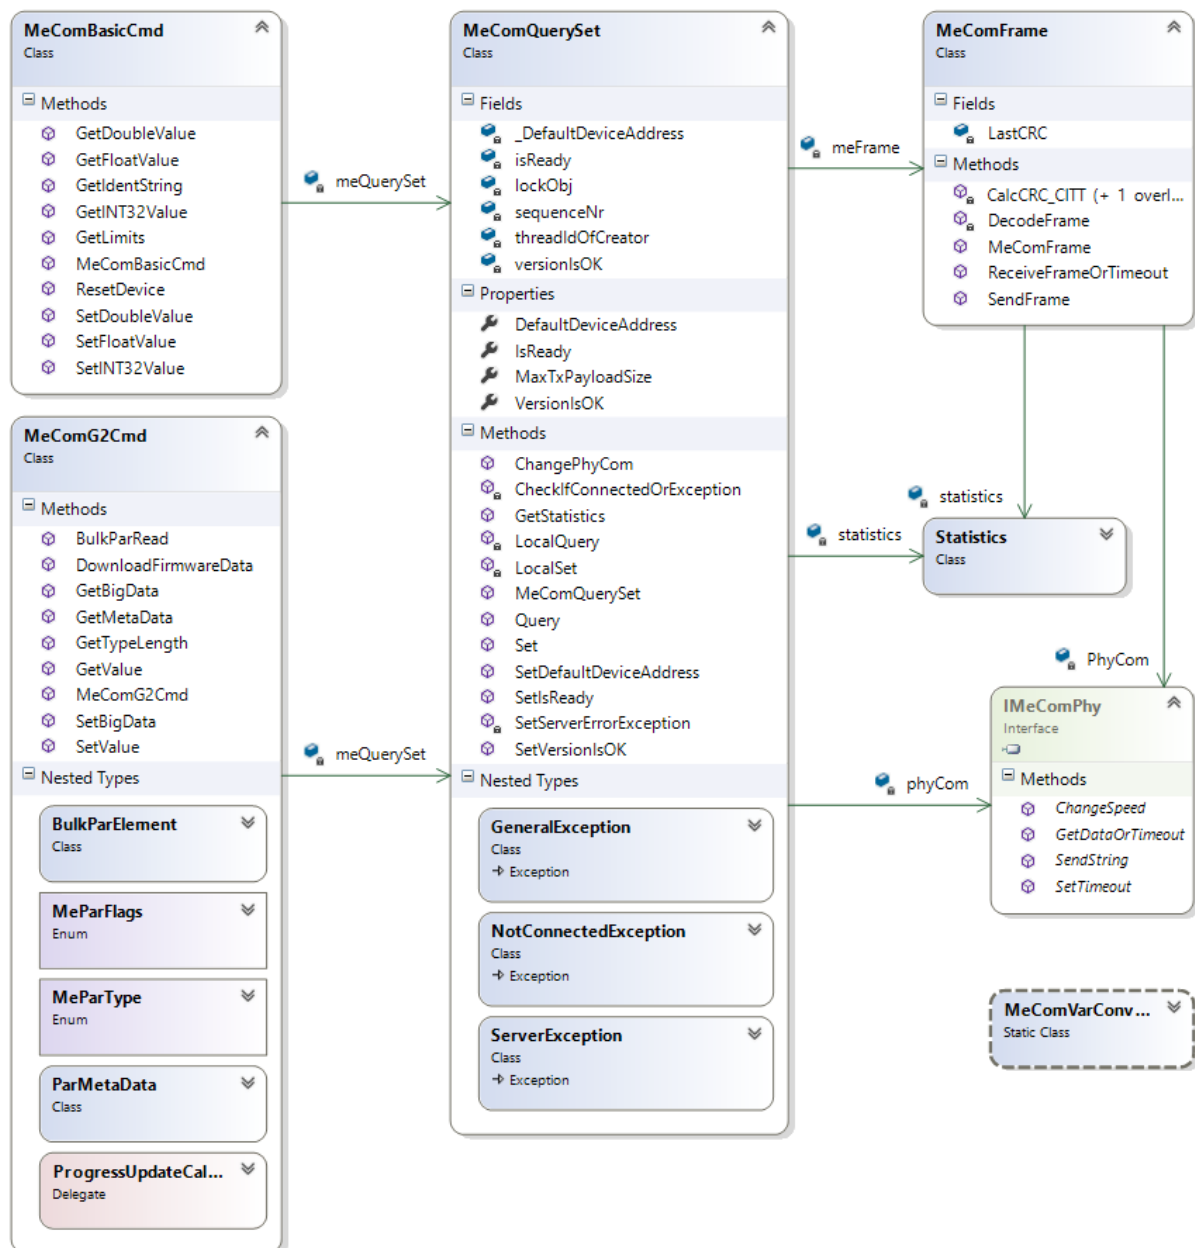 MeComBasicCmd
Class
Methods
GetDoubleValue
GetFloatValue
GetIdentString
GetINT32Value
GetLimits
MeComBasicCmd
ResetDevice
SetDoubleValue
SetFloatValue
SetINT32Value
meQuerySet
MeComG2Cmd
Class
Methods
BulkParRead
DownloadFirmwareData
GetBigData
GetMetaData
GetTypeLength
GetValue
MeComG2Cmd
SetBigData
SetValue
Nested Types
BulkParElement
Class
MeParFlags
Enum
MeParType
Enum
ParMetaData
Class
ProgressUpdateCal...
Delegate
meQuerySet
MeComQuerySet
Class
Fields
_DefaultDeviceAddress
isReady
lockObj
sequenceNr
threadIdOfCreator
versionIsOK
Properties
DefaultDeviceAddress
IsReady
MaxTxPayloadSize
VersionIsOK
Methods
ChangePhyCom
CheckIfConnectedOrException
GetStatistics
LocalQuery
LocalSet
MeComQuerySet
Query
Set
SetDefaultDeviceAddress
SetIsReady
SetServerErrorException
SetVersionIsOK
Nested Types
GeneralException
Class
Exception
NotConnectedException
Class
Exception
ServerException
Class
Exception
meFrame
statistics
phyCom
MeComFrame
Class
Fields
LastCRC
Methods
CalcCRC_CITT (+ 1 overl...
DecodeFrame
MeComFrame
ReceiveFrameOrTimeout
SendFrame
statistics
Statistics
Class
PhyCom
IMeComPhy
Interface
Methods
ChangeSpeed
GetDataOrTimeout
SendString
SetTimeout
MeComVarConv...
Static Class